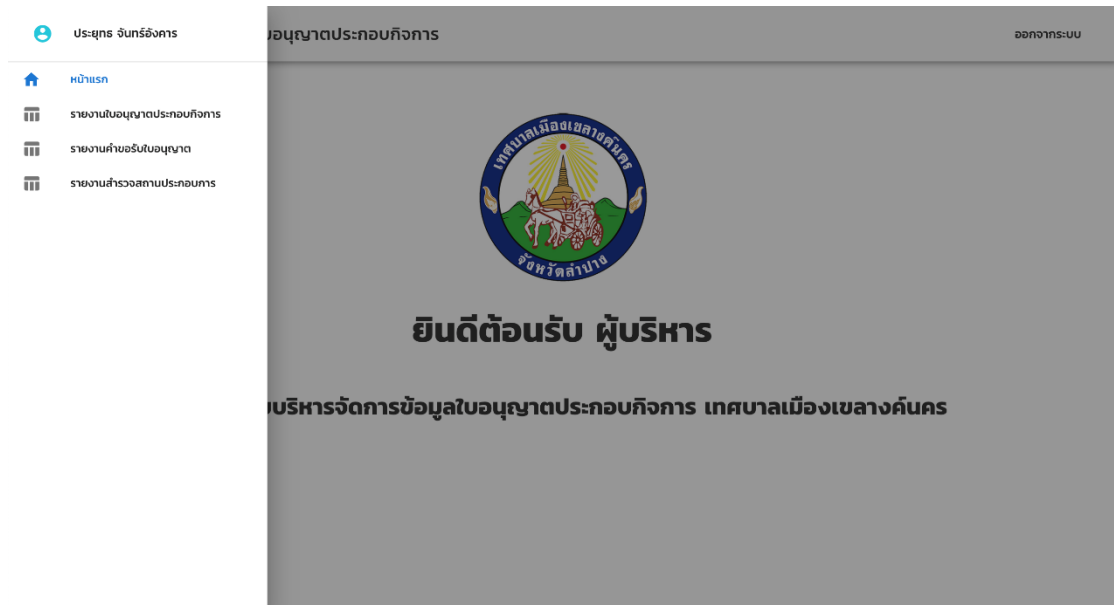 ประยุทธ จันทร์อังคาร
บอนุญาตประกอบกิจการ
ออกจากระบบ
หน้าแรก
รายงานใบอนุญาตประกอบกิจการ
รายงานคำขอรับใบอนุญาต
รายงานสำรวจสถานประกอบการ
เทศบาลเมืองเขลางค์นคร
จังหวัดลำปาง
ยินดีต้อนรับ ผู้บริหาร
บบริหารจัดการข้อมูลใบอนุญาตประกอบกิจการ เทศบาลเมืองเขลางค์นคร